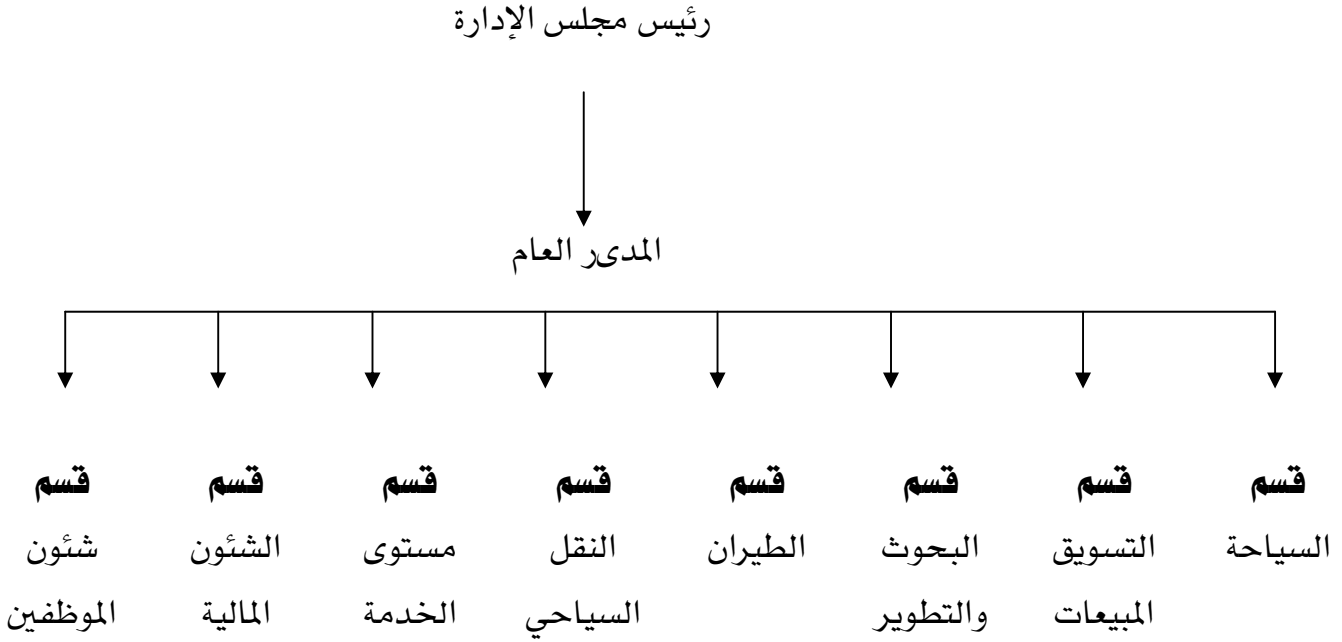 رئيس مجلس الإدارة
المدىر العام
قسم قسم قسم قسم قسم قسم قسم قسم
السياحة التسويق البحوث الطيران النقل مستوى الشئون شئون
المبيعات والتطوير السياحي الخدمة المالية الموظفين